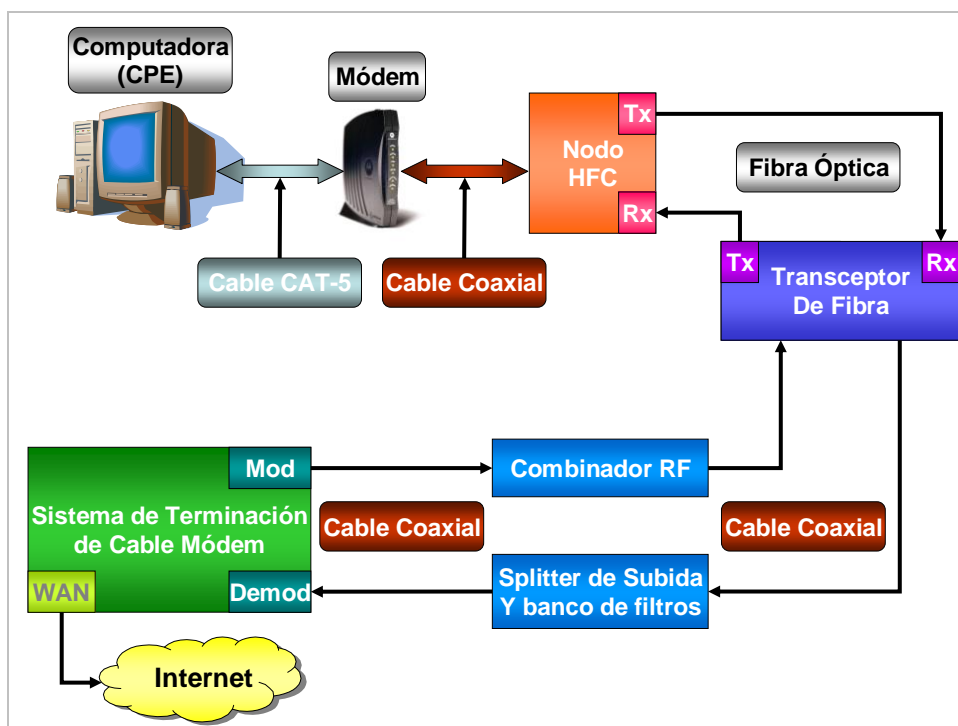 Computadora
(CPE)
Módem
Tx
Nodo
HFC
Rx
Fibra Óptica
Cable CAT-5
Cable Coaxial
Tx
Rx
Transceptor
De Fibra
Mod
Sistema de Terminación
de Cable Módem
WAN
Demod
Combinador RF
Cable Coaxial
Cable Coaxial
Splitter de Subida
Y banco de filtros
Internet